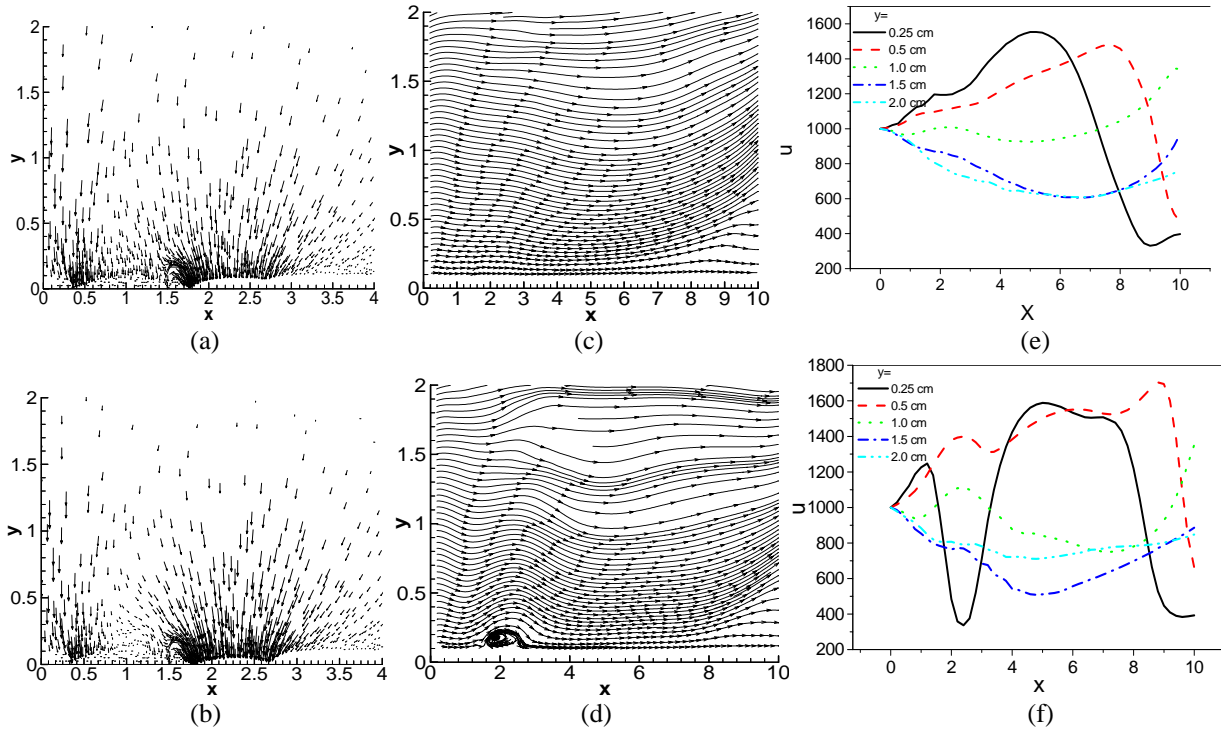 2
1.5
1
0.5
0
y
0 0.5 1 1.5 2 2.5 3 3.5 4
x
(a)
2
1.5
1
0.5
0
y
0 1 2 3 4 5 6 7 8 9 10
x
(c)
1600
1400
1200
1000
800
600
400
200
u
y=
0.25 cm
0.5 cm
1.0 cm
1.5 cm
2.0 cm
0 2 4 6 8 10
X
(e)
2
1.5
1
0.5
0
y
0 0.5 1 1.5 2 2.5 3 3.5 4
x
(b)
2
1.5
1
0.5
0
y
0 2 4 6 8 10
x
(d)
1800
1600
1400
1200
1000
800
600
400
200
u
y=
0.25 cm
0.5 cm
1.0 cm
1.5 cm
2.0 cm
0 2 4 6 8 10
X
(f)